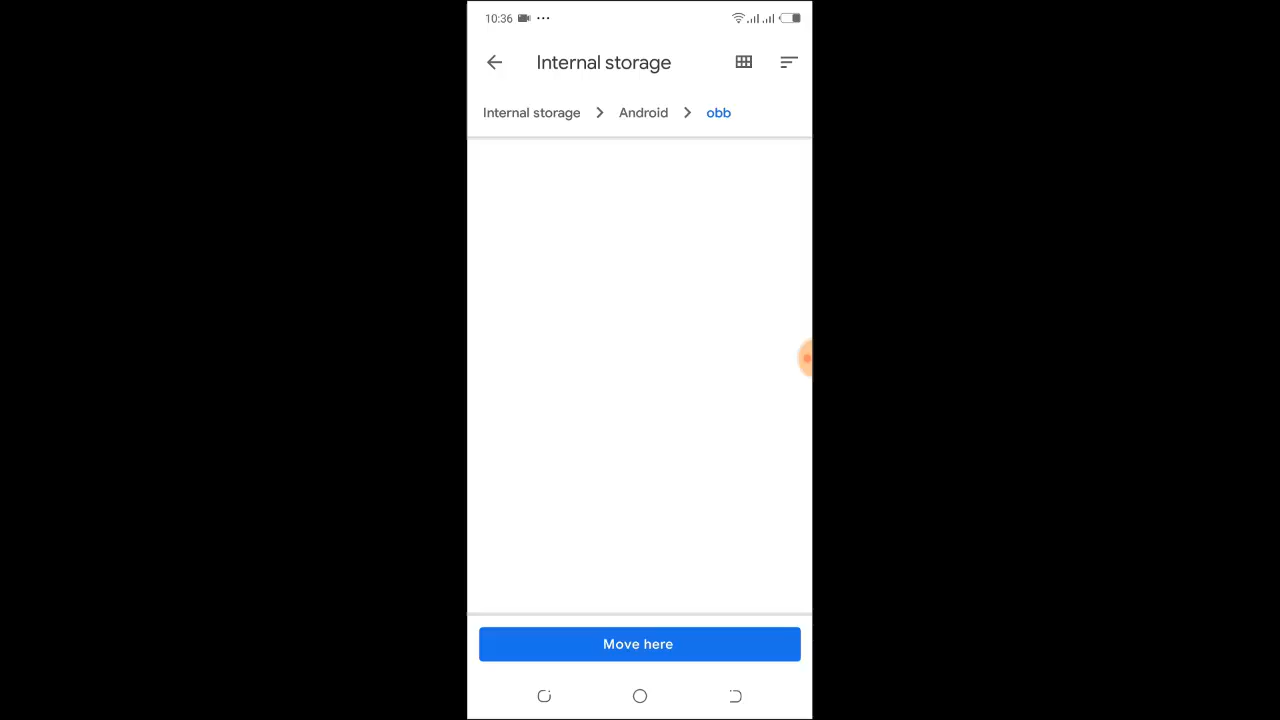 10:36
Internal storage
Internal storage > Android > obb
Move here